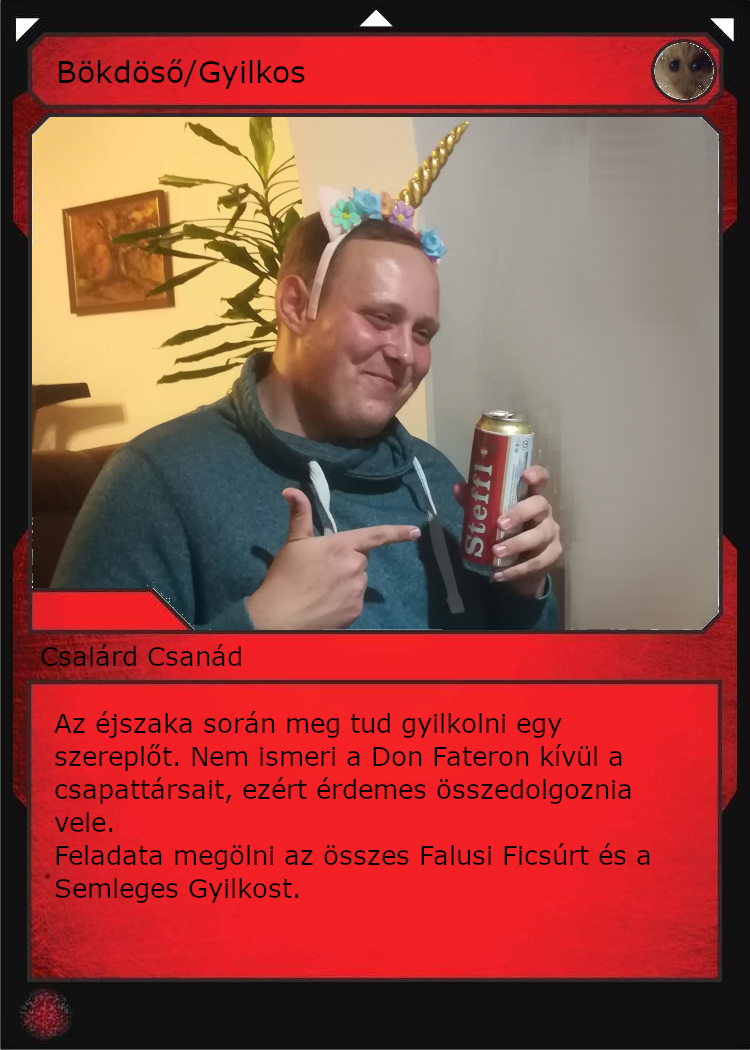 Bökdöső/Gyilkos
Steffl
Csalárd Csanád
Az éjszaka során meg tud gyilkolni egy
szereplőt. Nem ismeri a Don Fateron kívül a
csapattársait, ezért érdemes összedolgoznia
vele.
Feladata megölni az összes Falusi Ficsúrt és a
Semleges Gyilkost.